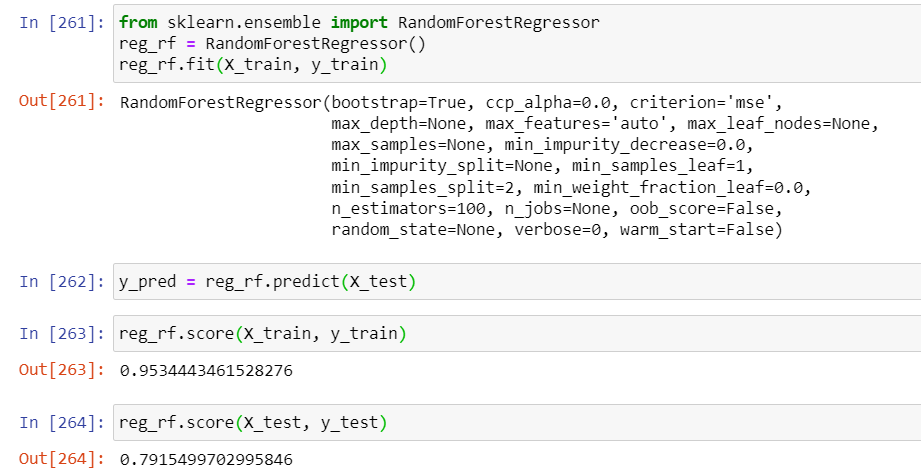 In [261]: from sklearn.ensemble import RandomForestRegressor
reg_rf = RandomForestRegressor()
reg_rf.fit(X_train, y_train)
Out[261]: RandomForestRegressor(bootstrap=True, ccp_alpha=0.0, criterion='mse',
max_depth=None, max_features='auto', max_leaf_nodes=None,
max_samples=None, min_impurity_decrease=0.0,
min_impurity_split=None, min_samples_leaf=1,
min_samples_split=2, min_weight_fraction_leaf=0.0,
n_estimators=100, n_jobs=None, oob_score=False,
random_state=None, verbose=0, warm_start=False)
In [262]: y_pred = reg_rf.predict(X_test)
In [263]: reg_rf.score(X_train, y_train)
Out[263]: 0.9534443461528276
In [264]: reg_rf.score(X_test, y_test)
Out[264]: 0.7915499702995846